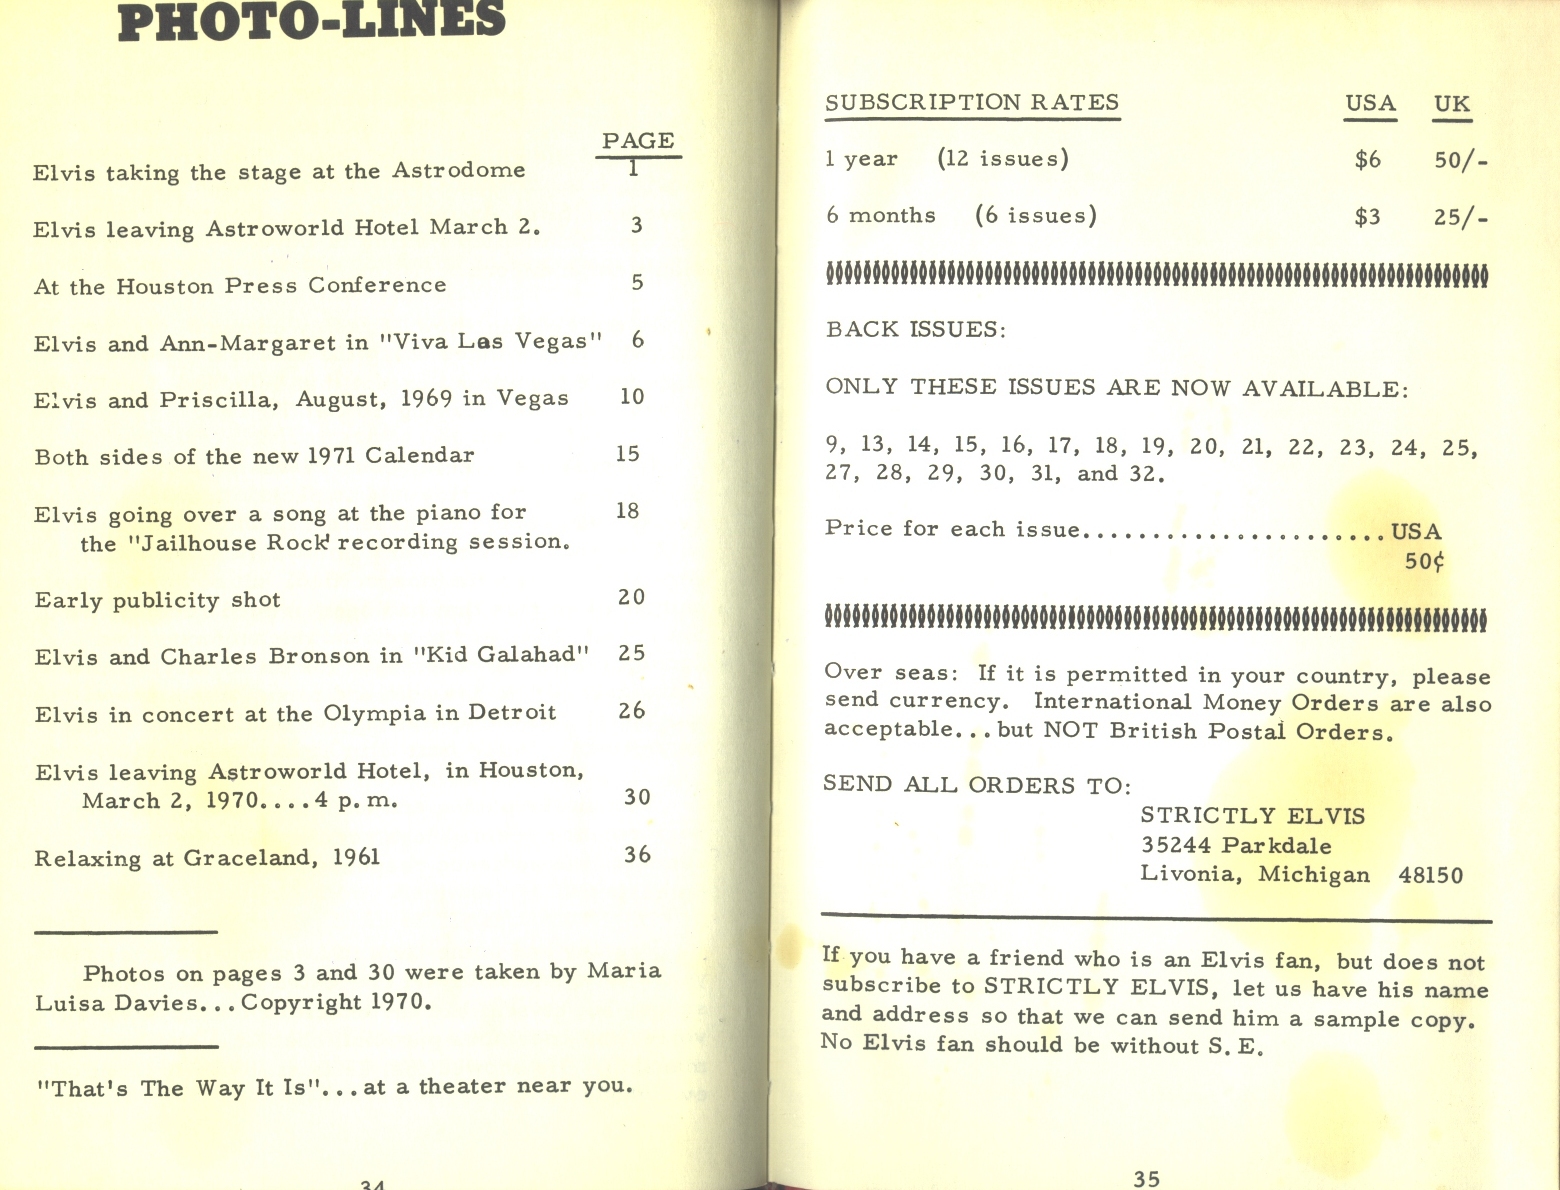 PHOTO-LINES
PAGE
Elvis taking the stage at the Astrodome 1
Elvis leaving Astroworld Hotel March 2. 3
At the Houston Press Conference 5
Elvis and Ann-Margaret in "Viva Las Vegas" 6
Elvis and Priscilla, August, 1969 in Vegas 10
Both sides of the new 1971 Calendar 15
Elvis going over a song at the piano for 18
the "Jailhouse Rock' recording session.
Early publicity shot 20
Elvis and Charles Bronson in "Kid Galahad" 25
Elvis in concert at the Olympia in Detroit 26
Elvis leaving Astroworld Hotel, in Houston,
March 2, 1970....4 p.m. 30
Relaxing at Graceland, 1961 36
Photos on pages 3 and 30 were taken by Maria
Luisa Davies...Copyright 1970.
"That's The Way It Is"...at a theater near you.
34
SUBSCRIPTION RATES USA UK
1 year (12 issues) $6 50/-
6 months (6 issues) $3 25/-
BACK ISSUES:
ONLY THESE ISSUES ARE NOW AVAILABLE:
9, 13, 14, 15, 16, 17, 18, 19, 20, 21, 22, 23, 24, 25,
27, 28, 29, 30, 31, and 32.
Price for each issue......................USA
50¢
Over seas: If it is permitted in your country, please
send currency. International Money Orders are also
acceptable...but NOT British Postal Orders.
SEND ALL ORDERS TO:
STRICTLY ELVIS
35244 Parkdale
Livonia, Michigan 48150
If you have a friend who is an Elvis fan, but does not
subscribe to STRICTLY ELVIS, let us have his name
and address so that we can send him a sample copy.
No Elvis fan should be without S.E.
35